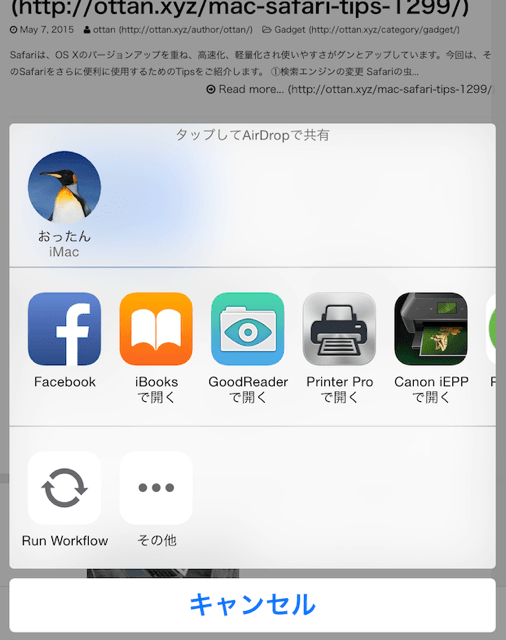 (http://ottan.xyz/mac-safari-tips-1299/)
May 7, 2015 ottan (http://ottan.xyz/author/ottan/) Gadget (http://ottan.xyz/category/gadget/)
Safariは、OS Xのバージョンアップを重ね、高速化、軽量化され使いやすさがグンとアップしています。今回は、そ
のSafariをさらに便利に使用するためのTipsをご紹介します。 ①検索エンジンの変更 Safariの虫...
Read more... (http://ottan.xyz/mac-safari-tips-1299/
タップしてAirDropで共有
おったん
iMac
Facebook
iBooks
で開く
GoodReader
で開く
Printer Pro
で開く
Canon iEPP
で開く
Run Workflow
その他
キャンセル